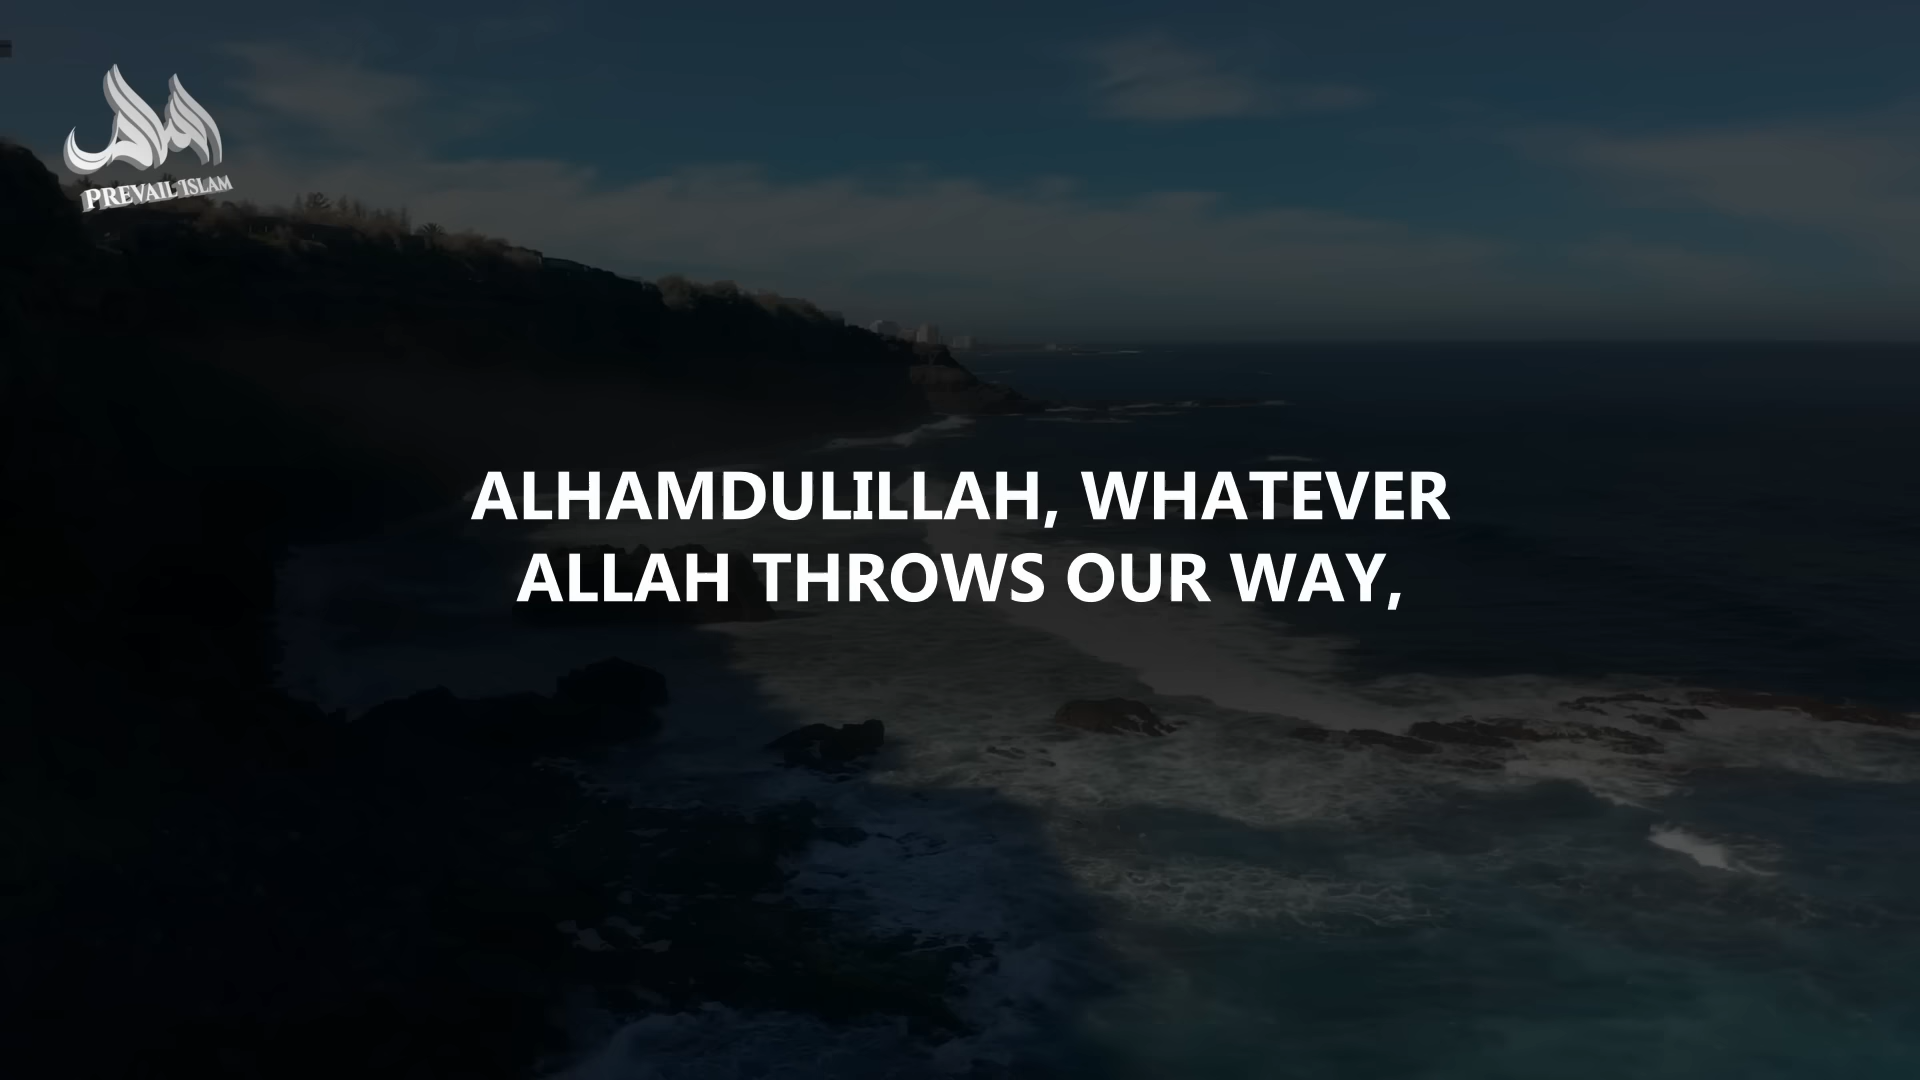 PREVAIL ISLAM
ALHAMDULILLAH, WHATEVER
ALLAH THROWS OUR WAY,